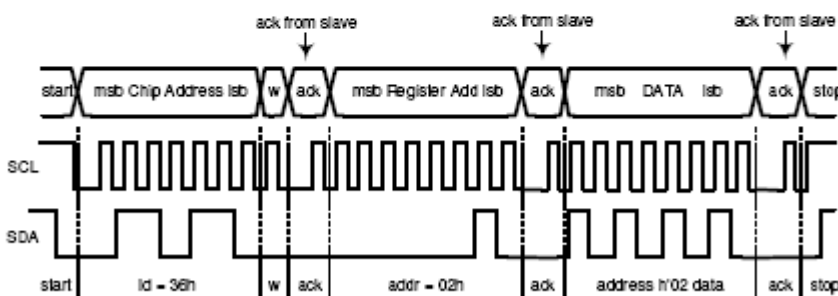 ack from slave ack from slave ack from slave
start msb Chip Address lsb w ack msb Register Add lsb ack msb DATA lsb ack stop
SCL
SDA
start id = 36h w ack addr = 02h ack address h'02 data ack stop